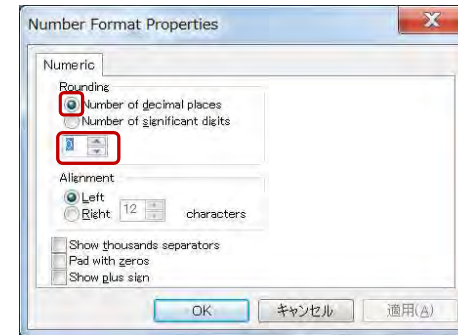 Number Format Properties
Numeric
Rounding
Number of decimal places
Number of significant digits
0
Alignment
Left
Right 12 characters
Show thousands separators
Pad with zeros
Show plus sign
OK キャンセル 適用(A)